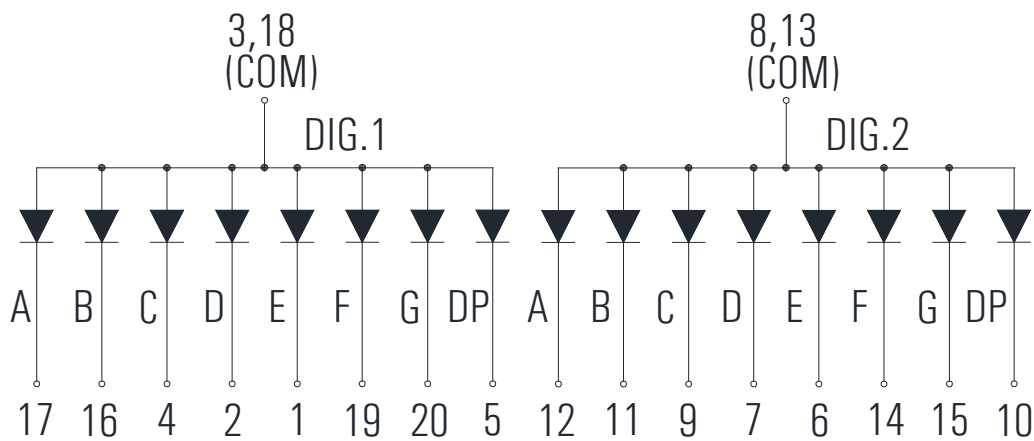 3,18 8,13
(COM) (COM)
DIG.1 DIG.2
A B C D E F G DP A B C D E F G DP
17 16 4 2 1 19 20 5 12 11 9 7 6 14 15 10